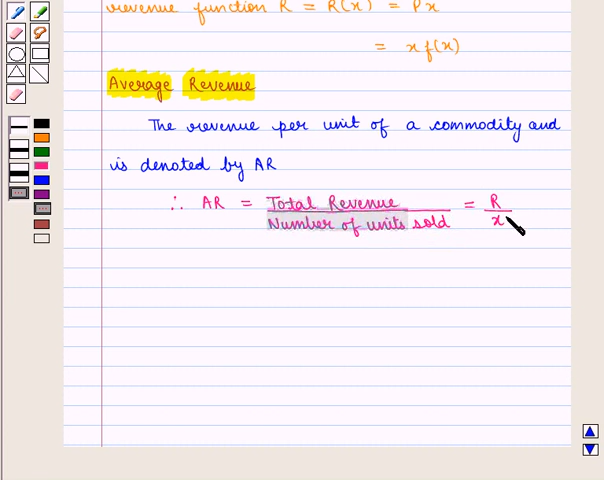 revenue function R = R(x) = Px
= x f(x)
Average Revenue
The revenue per unit of a commodity and
is denoted by AR
∴ AR = Total Revenue / Number of units sold = R / x